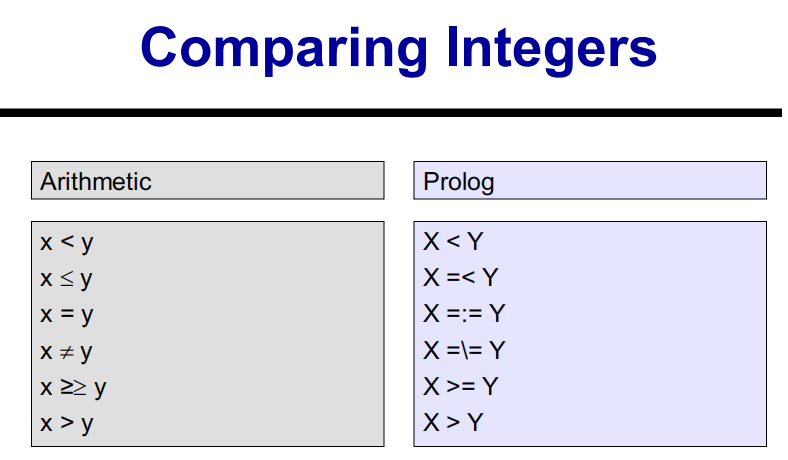 Comparing Integers
Arithmetic
x < y
x ≤ y
x = y
x ≠ y
x ≥≥ y
x > y
Prolog
X < Y
X =< Y
X =:= Y
X =\= Y
X >= Y
X > Y